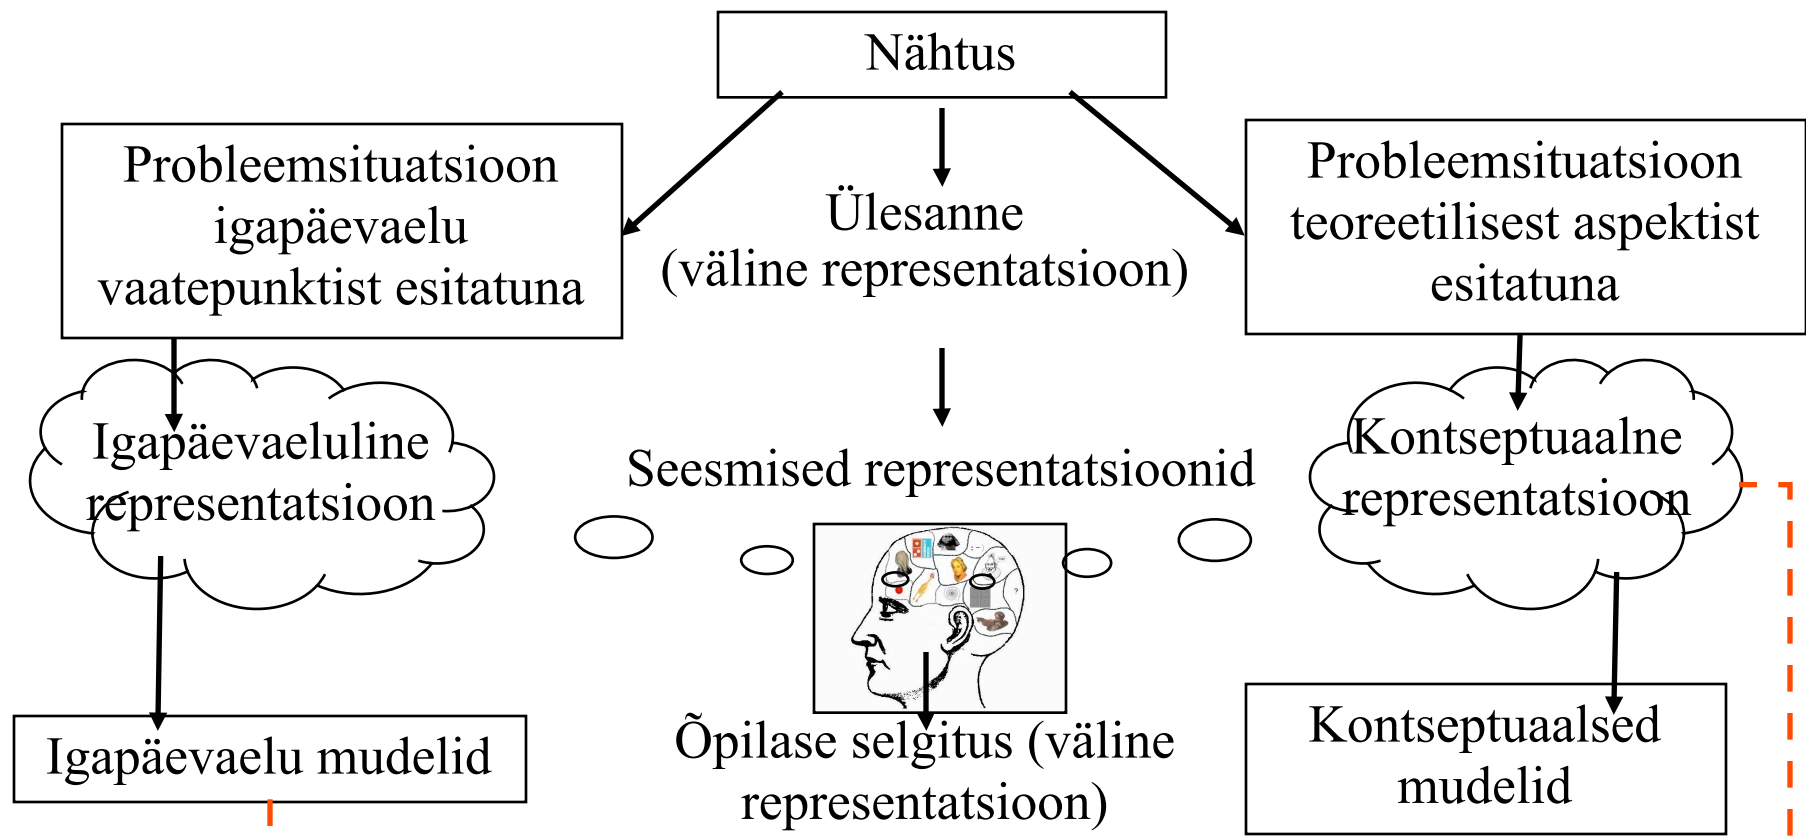 Nähtus
Probleemsituatsioon
igapäevaelu
vaatepunktist esitatuna
Ülesanne
(väline representatsioon)
Probleemsituatsioon
teoreetilisest aspektist
esitatuna
Igapäevaeluline
representatsioon
Seesmised representatsioonid
Kontseptuaalne
representatsioon
?
Igapäevaelu mudelid
Õpilase selgitus (väline
representatsioon)
Kontseptuaalsed
mudelid